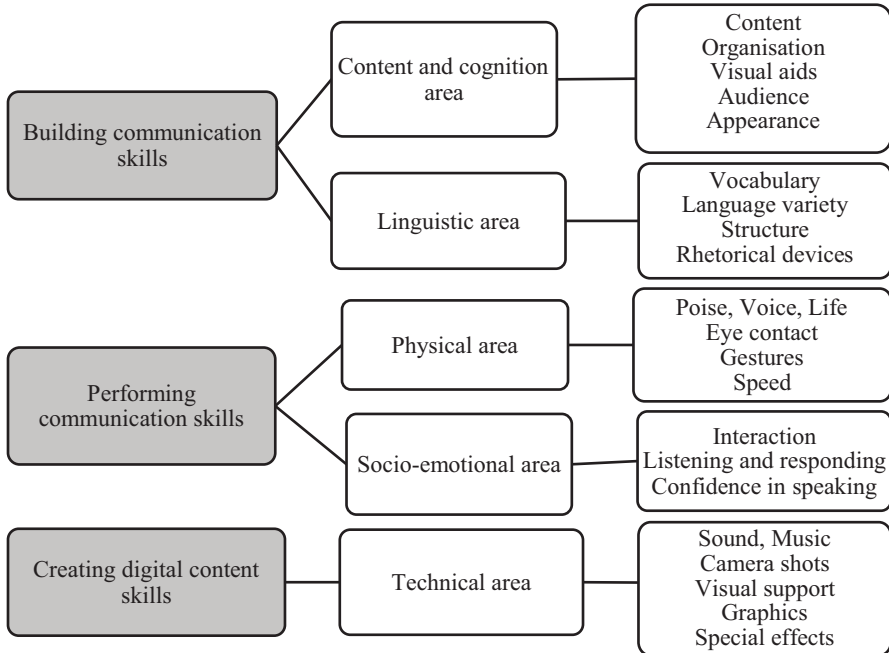 Building communication
skills
Content and cognition
area
Content
Organisation
Visual aids
Audience
Appearance
Linguistic area
Vocabulary
Language variety
Structure
Rhetorical devices
Performing
communication skills
Physical area
Poise, Voice, Life
Eye contact
Gestures
Speed
Socio-emotional area
Interaction
Listening and responding
Confidence in speaking
Creating digital content
skills
Technical area
Sound, Music
Camera shots
Visual support
Graphics
Special effects